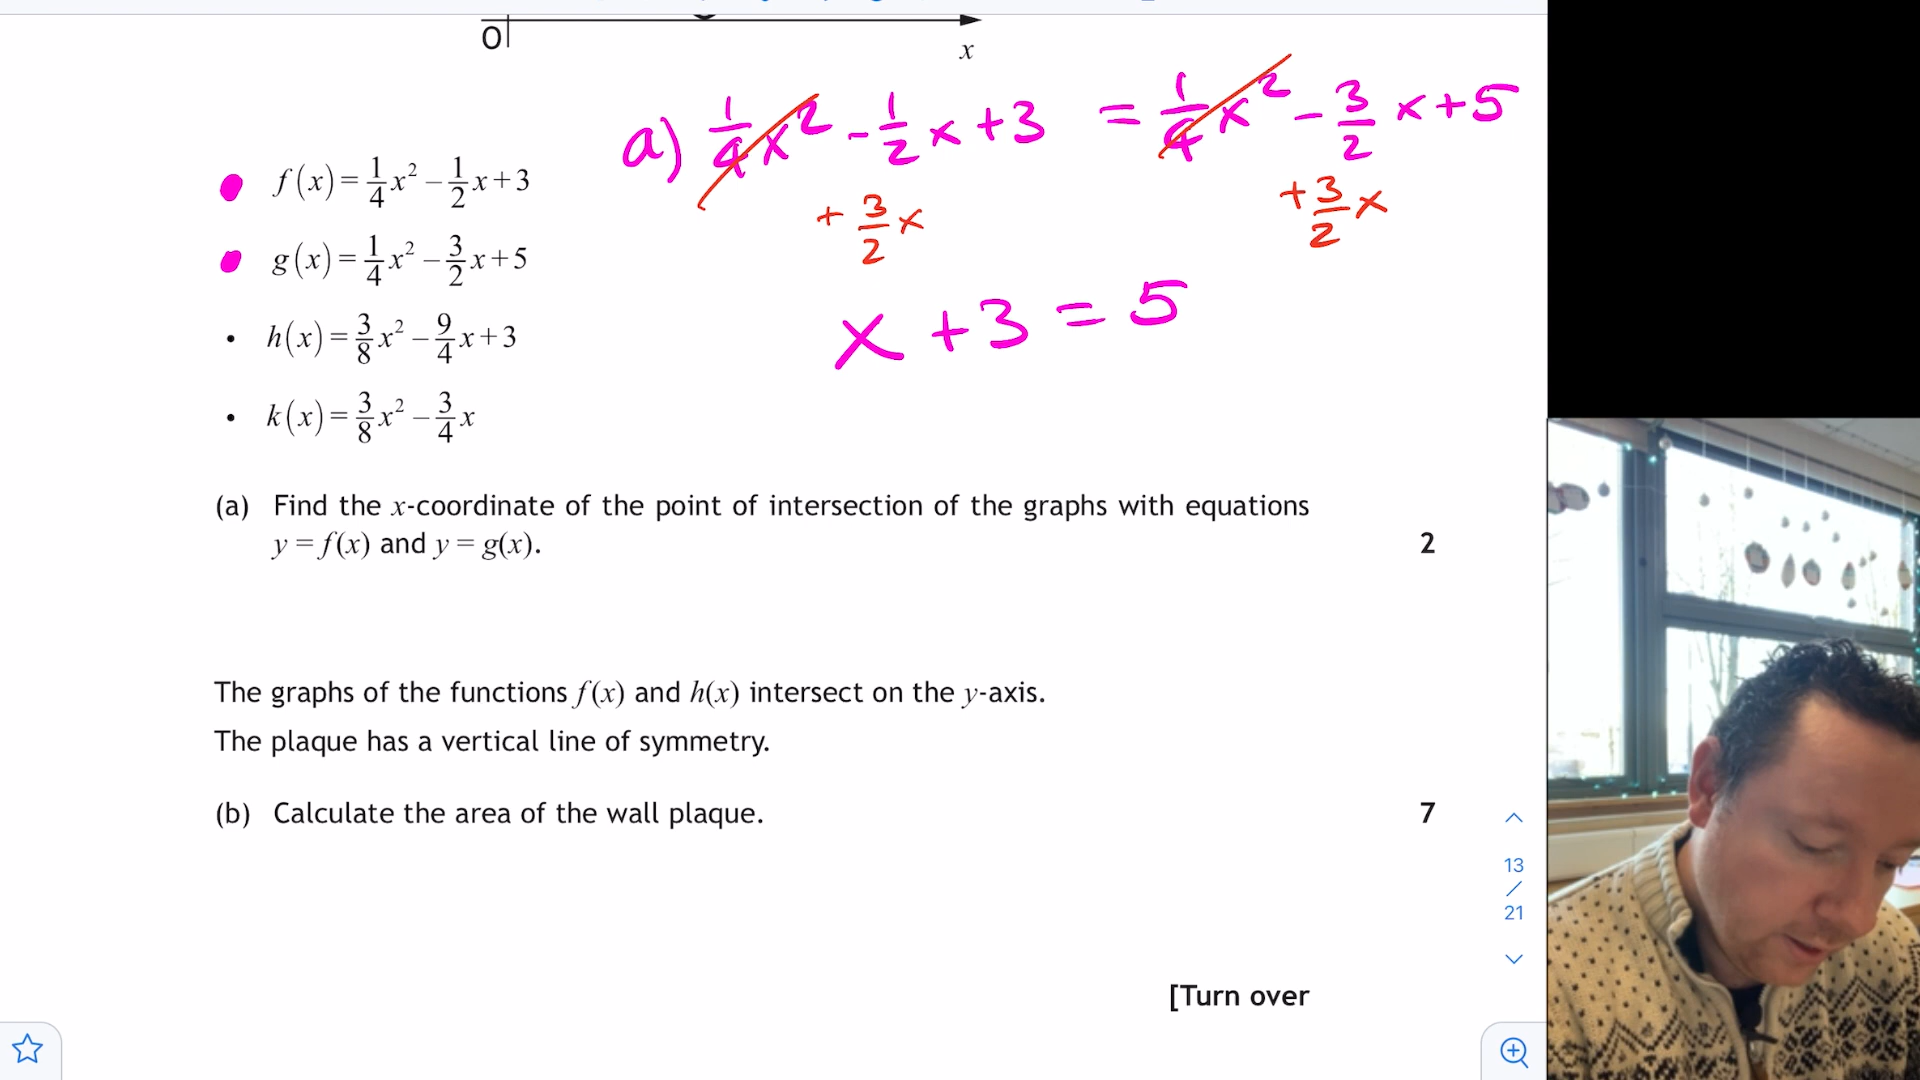 O
x
a) 1/4 x² - 1/2 x + 3 = 1/4 x² - 3/2 x + 5
+ 3/2 x + 3/2 x
x + 3 = 5
• f(x) = 1/4 x² − 1/2 x + 3
• g(x) = 1/4 x² − 3/2 x + 5
• h(x) = 3/8 x² − 9/4 x + 3
• k(x) = 3/8 x² − 3/4 x
(a) Find the x-coordinate of the point of intersection of the graphs with equations
y = f(x) and y = g(x). 2
The graphs of the functions f(x) and h(x) intersect on the y-axis.
The plaque has a vertical line of symmetry.
(b) Calculate the area of the wall plaque. 7
13
/
21
[Turn over